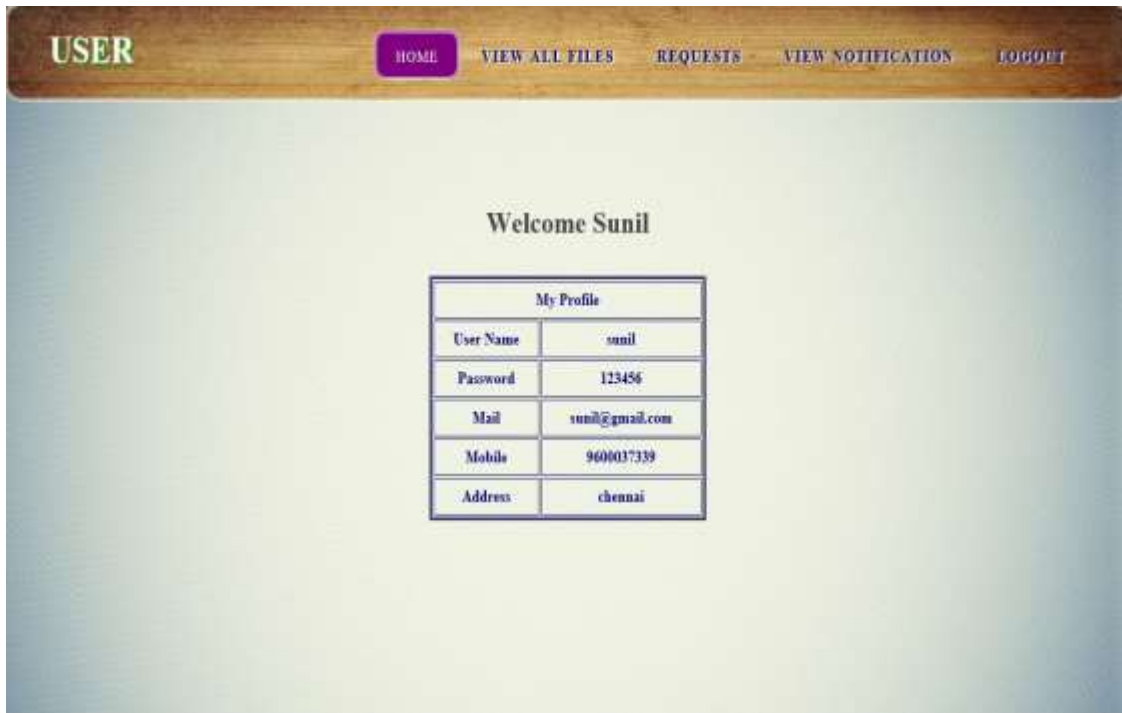 USER
HOME VIEW ALL FILES REQUESTS VIEW NOTIFICATION LOGOUT
Welcome Sunil
My Profile
User Name sunil
Password 123456
Mail sunil@gmail.com
Mobile 9600037339
Address chennai